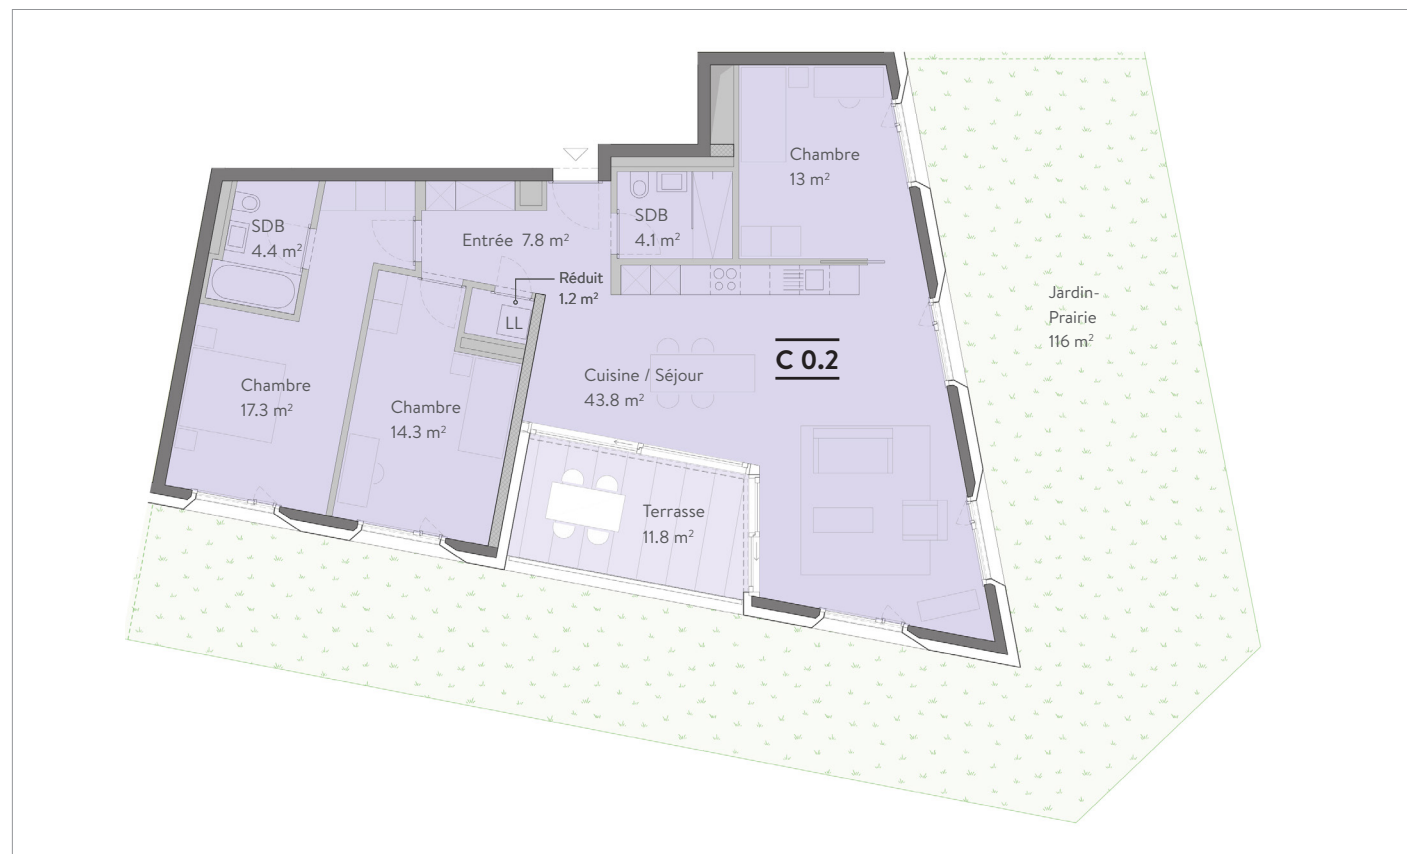 Chambre
13 m²
SDB
4.4 m²
Entrée 7.8 m²
SDB
4.1 m²
Réduit
1.2 m²
LL
Jardin-
Prairie
116 m²
C 0.2
Cuisine / Séjour
43.8 m²
Chambre
17.3 m²
Chambre
14.3 m²
Terrasse
11.8 m²